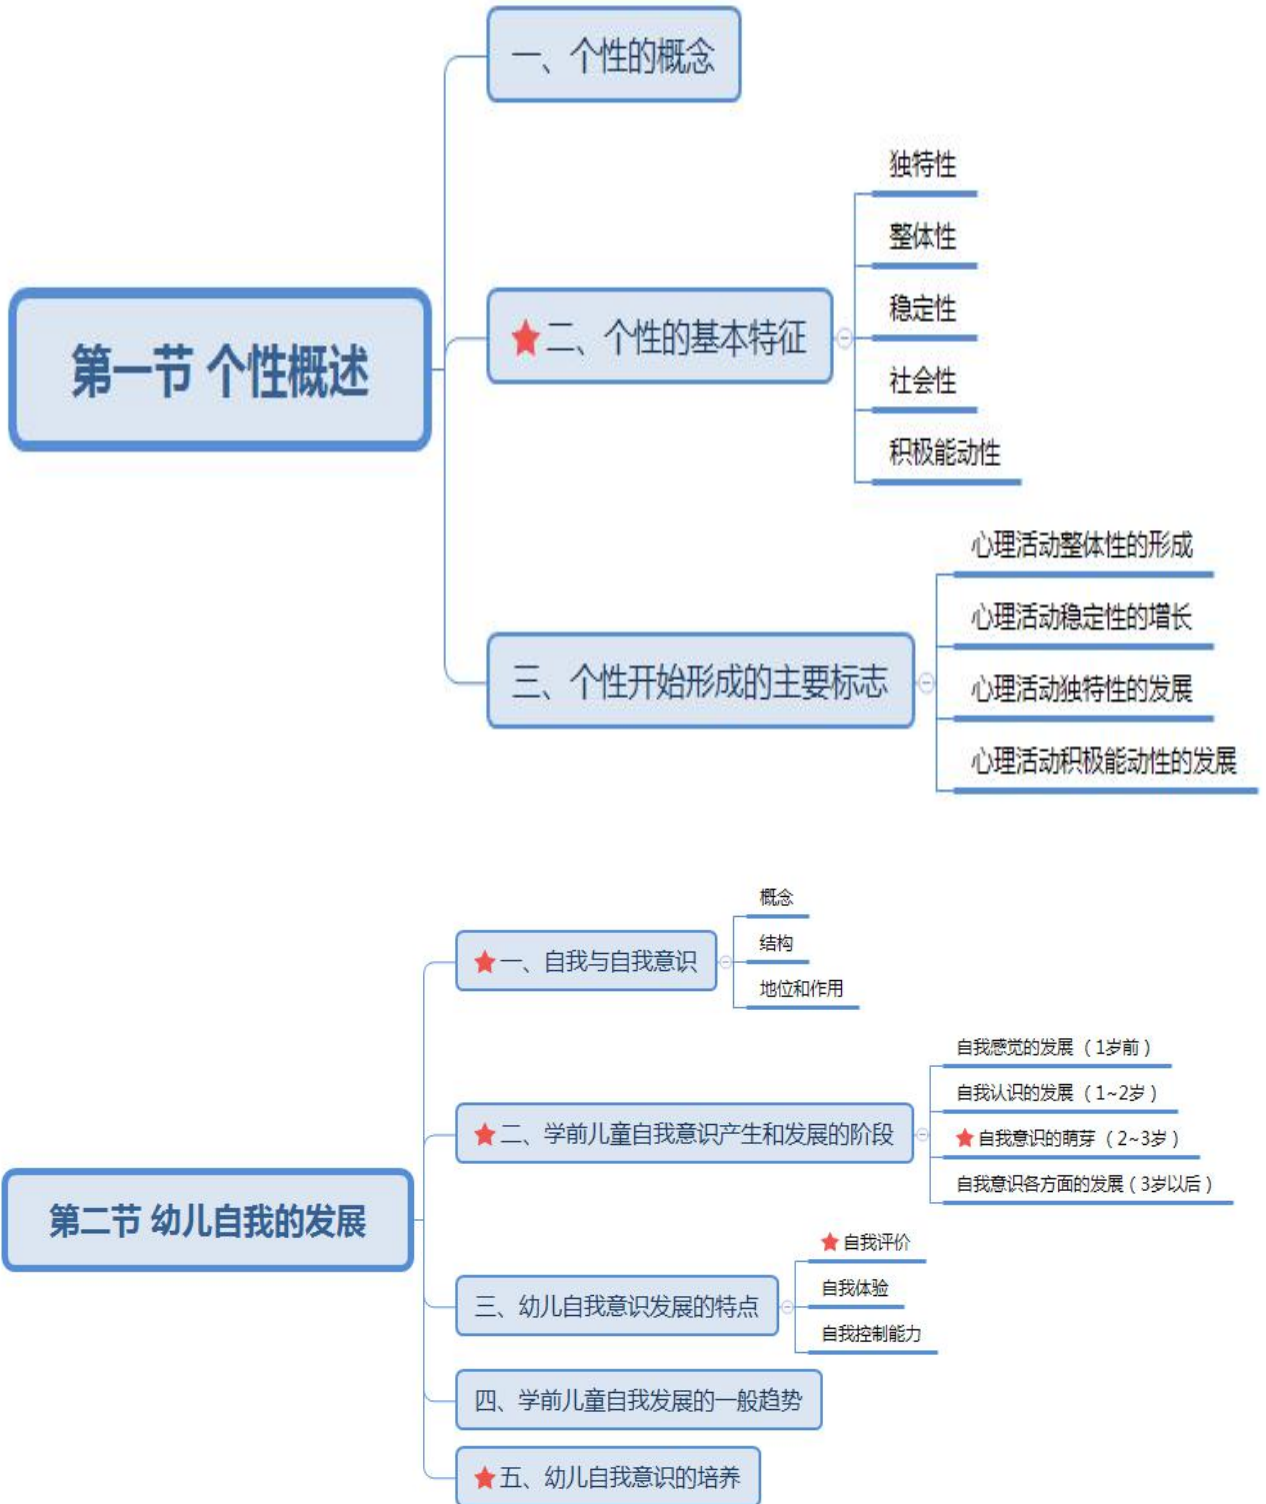 一、个性的概念
第一节 个性概述
二、个性的基本特征
独特性
整体性
稳定性
社会性
积极能动性
三、个性开始形成的主要标志
心理活动整体性的形成
心理活动稳定性的增长
心理活动独特性的发展
心理活动积极能动性的发展
第二节 幼儿自我的发展
一、自我与自我意识
概念
结构
地位和作用
二、学前儿童自我意识产生和发展的阶段
自我感觉的发展（1岁前）
自我认识的发展（1~2岁）
自我意识的萌芽（2~3岁）
自我意识各方面的发展（3岁以后）
三、幼儿自我意识发展的特点
自我评价
自我体验
自我控制能力
四、学前儿童自我发展的一般趋势
五、幼儿自我意识的培养